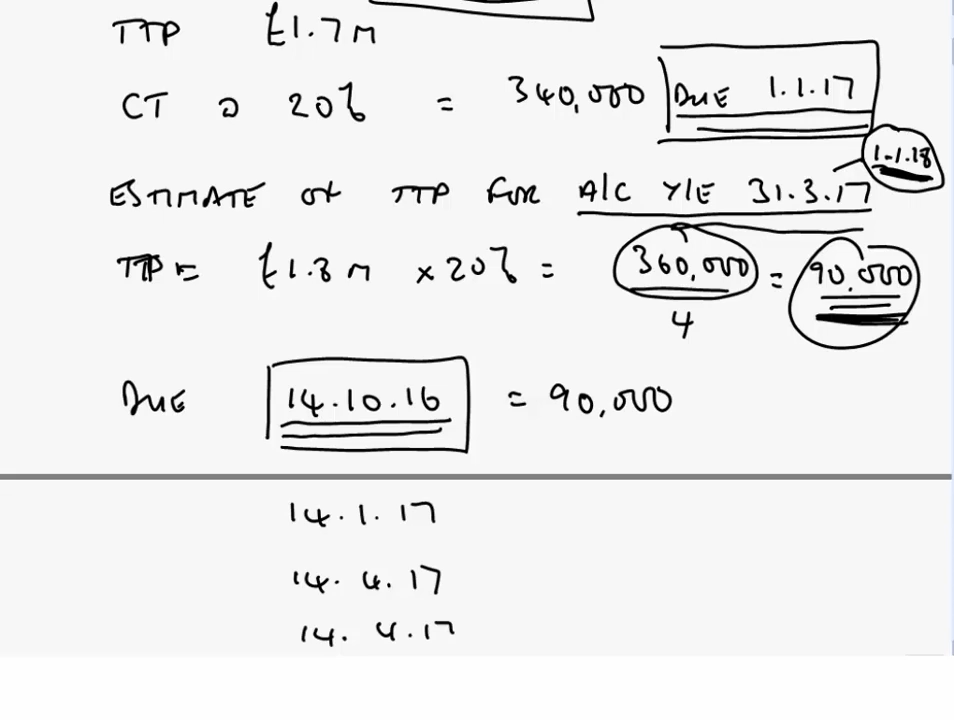 TTP £1.7M
CT @ 20% = 340,000 DUE 1.1.17
1.1.18
ESTIMATE OF TTP FOR A/C Y/E 31.3.17
TTP = £1.8M × 20% = 360,000 = 90,000
4
DUE 14.10.16 = 90,000
14.1.17
14.4.17
14.4.17